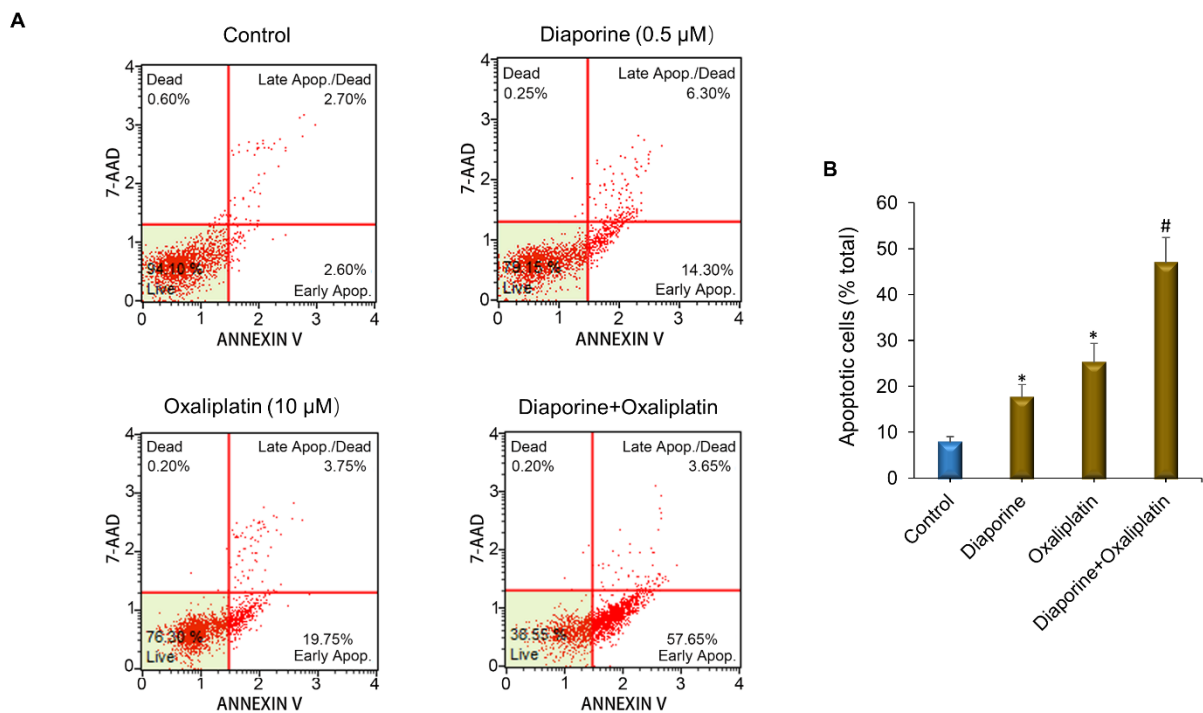 A
Control
Dead
0.60%
Late Apop./Dead
2.70%
94.10 %
Live
2.60%
Early Apop.
7-AAD
4
3
2
1
0
0 1 2 3 4
ANNEXIN V
Diaporine (0.5 µM)
Dead
0.25%
Late Apop./Dead
6.30%
79.15 %
Live
14.30%
Early Apop.
7-AAD
4
3
2
1
0
0 1 2 3 4
ANNEXIN V
Oxaliplatin (10 µM)
Dead
0.20%
Late Apop./Dead
3.75%
76.30 %
Live
19.75%
Early Apop.
7-AAD
4
3
2
1
0
0 1 2 3 4
ANNEXIN V
Diaporine+Oxaliplatin
Dead
0.20%
Late Apop./Dead
3.65%
38.55 %
Live
57.65%
Early Apop.
7-AAD
4
3
2
1
0
0 1 2 3 4
ANNEXIN V
B
Apoptotic cells (% total)
60
50
40
30
20
10
0
*
*
#
Control
Diaporine
Oxaliplatin
Diaporine+Oxaliplatin